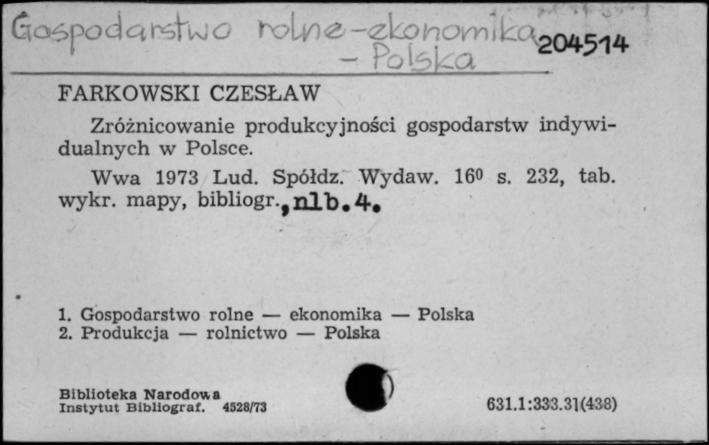 Gospodarstwo rolne-ekonomika 204514
- Polska
FARKOWSKI CZESŁAW
Zróżnicowanie produkcyjności gospodarstw indywi-
dualnych w Polsce.
Wwa 1973 Lud. Spółdz. Wydaw. 16⁰ s. 232, tab.
wykr. mapy, bibliogr., nlb.4.
1. Gospodarstwo rolne — ekonomika — Polska
2. Produkcja — rolnictwo — Polska
Biblioteka Narodowa
Instytut Bibliograf. 4528/73
631.1:333.31(438)